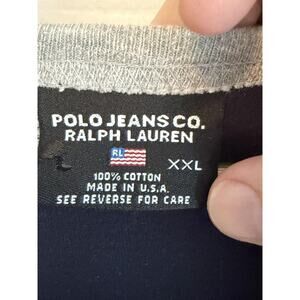 POLO JEANS CO.
RALPH LAUREN
RL
XXL
100% COTTON
MADE IN U.S.A.
SEE REVERSE FOR CARE